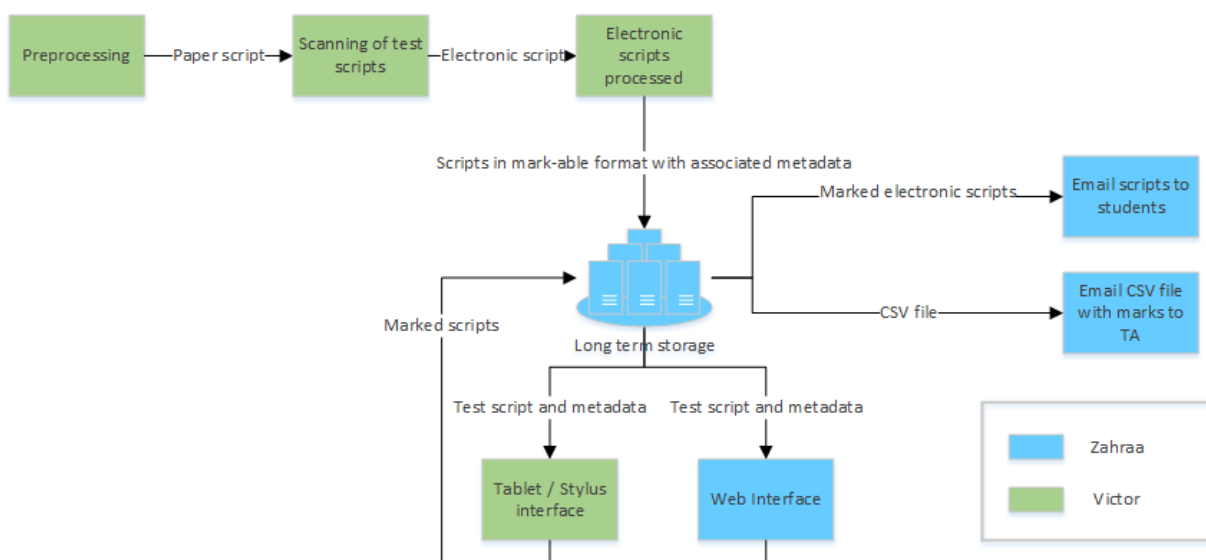 Preprocessing
Paper script
Scanning of test
scripts
Electronic script
Electronic
scripts
processed
Scripts in mark-able format with associated metadata
Marked electronic scripts
Email scripts to
students
Marked scripts
CSV file
Email CSV file
with marks to
TA
Long term storage
Test script and metadata
Test script and metadata
Tablet / Stylus
interface
Web Interface
Zahraa
Victor